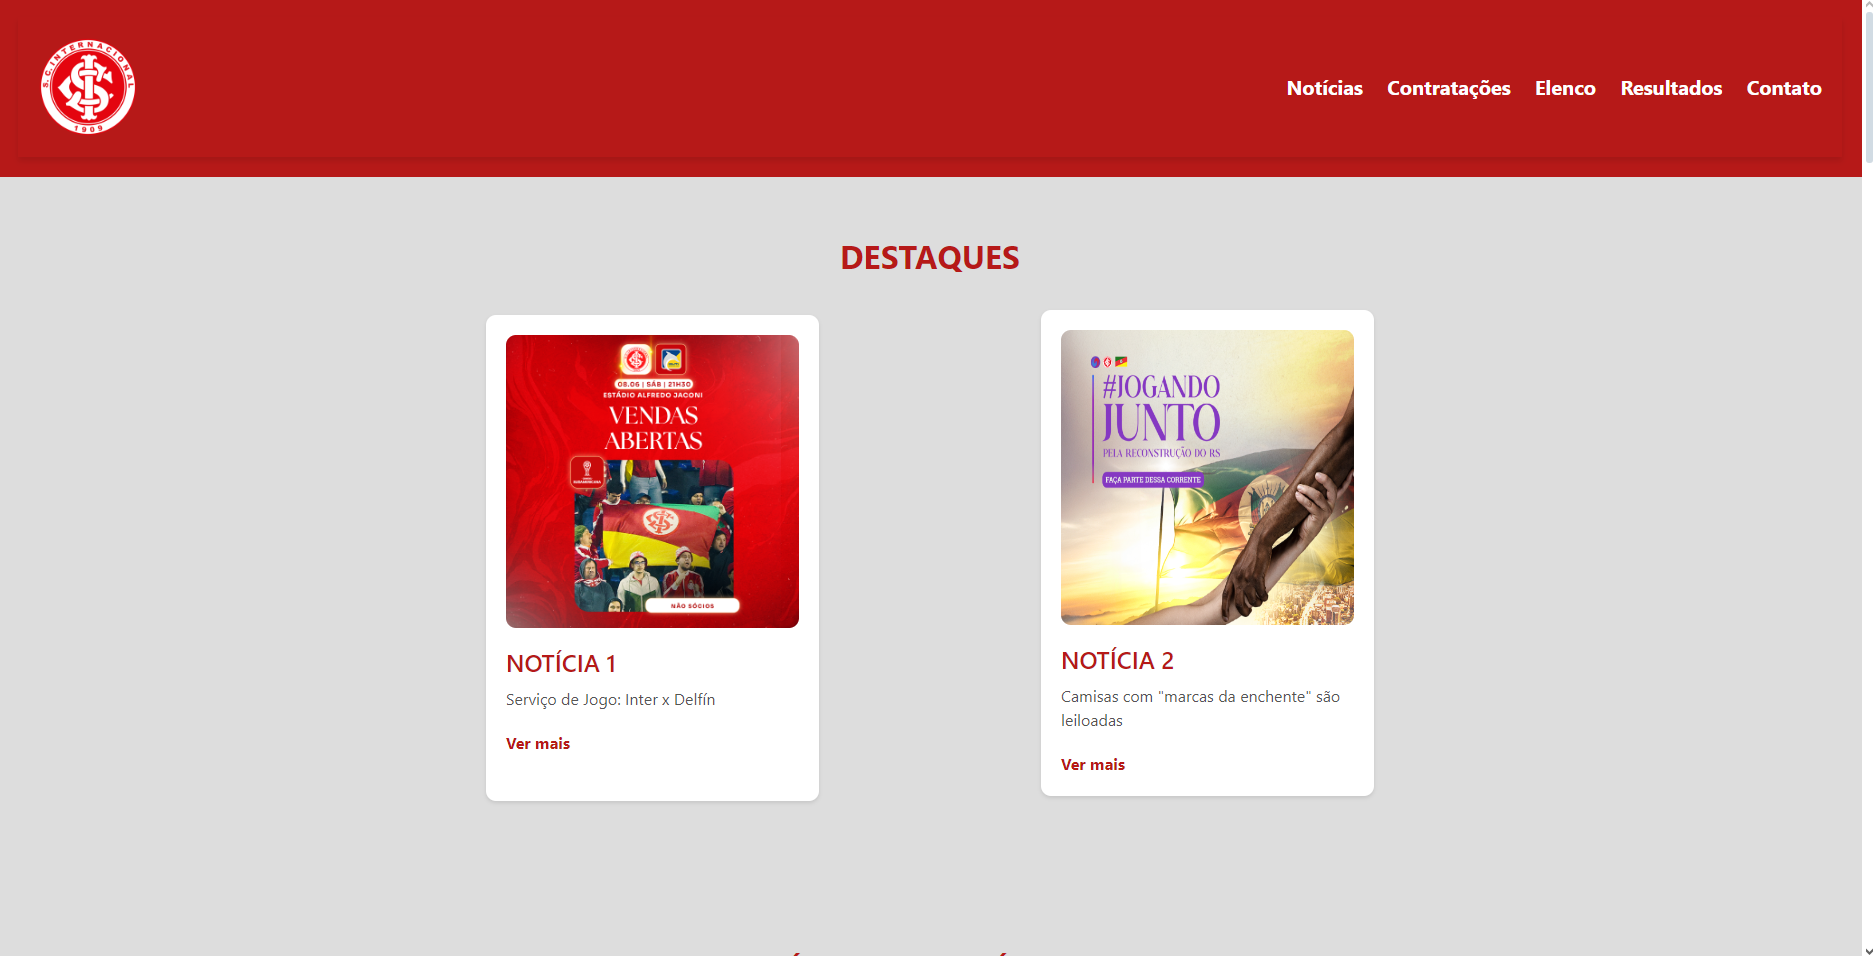 S.C. INTERNACIONAL
1909
Notícias Contratações Elenco Resultados Contato
DESTAQUES
08.06 | SÁB | 21H30
ESTÁDIO ALFREDO JACONI
VENDAS
ABERTAS
SUDAMERICANA
NÃO SÓCIOS
NOTÍCIA 1
Serviço de Jogo: Inter x Delfín
Ver mais
#JOGANDO
JUNTO
PELA RECONSTRUÇÃO DO RS
FAÇA PARTE DESSA CORRENTE
NOTÍCIA 2
Camisas com "marcas da enchente" são
leiloadas
Ver mais